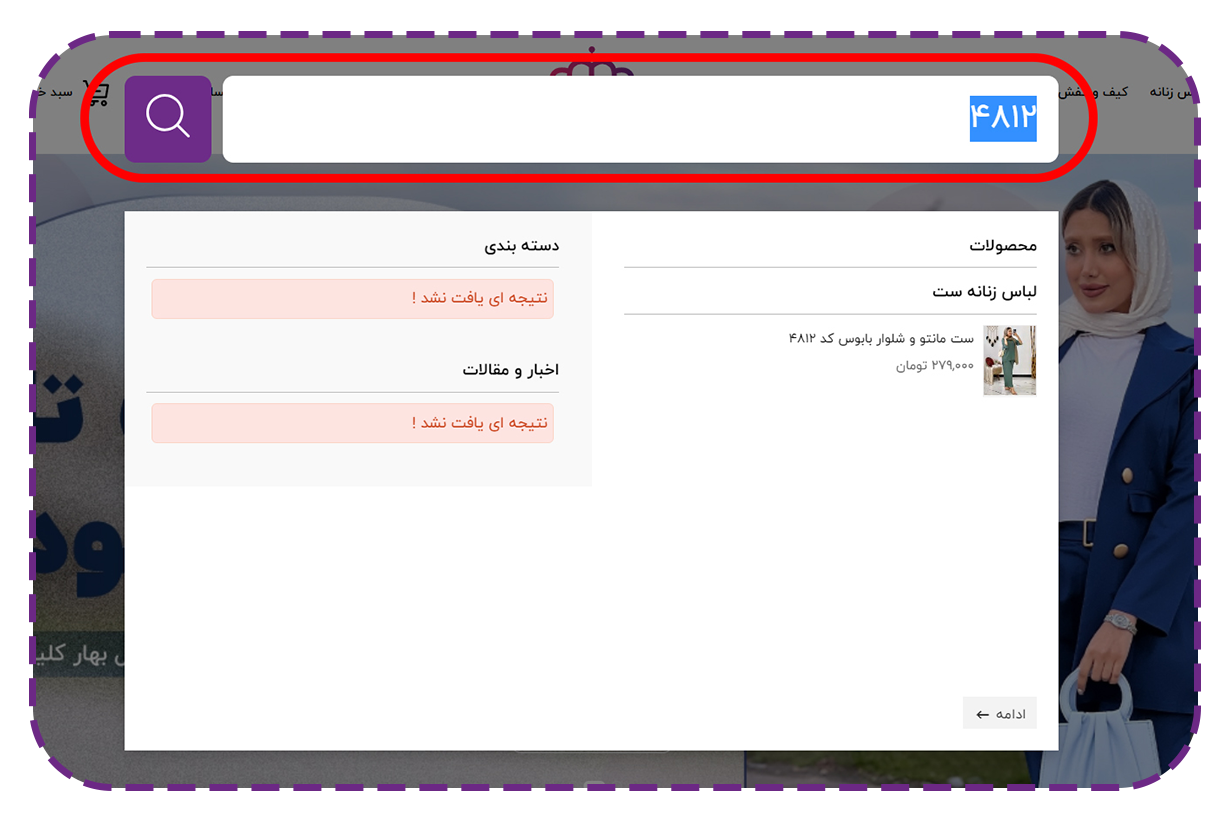 س زنانه
کیف و کفش
سبد خ
۴۸۱۲
محصولات
لباس زنانه ست
ست مانتو و شلوار بابوس کد ۴۸۱۲
۲۷۹,۰۰۰ تومان
ادامه ←
دسته بندی
نتیجه ای یافت نشد !
اخبار و مقالات
نتیجه ای یافت نشد !
بهار کلی